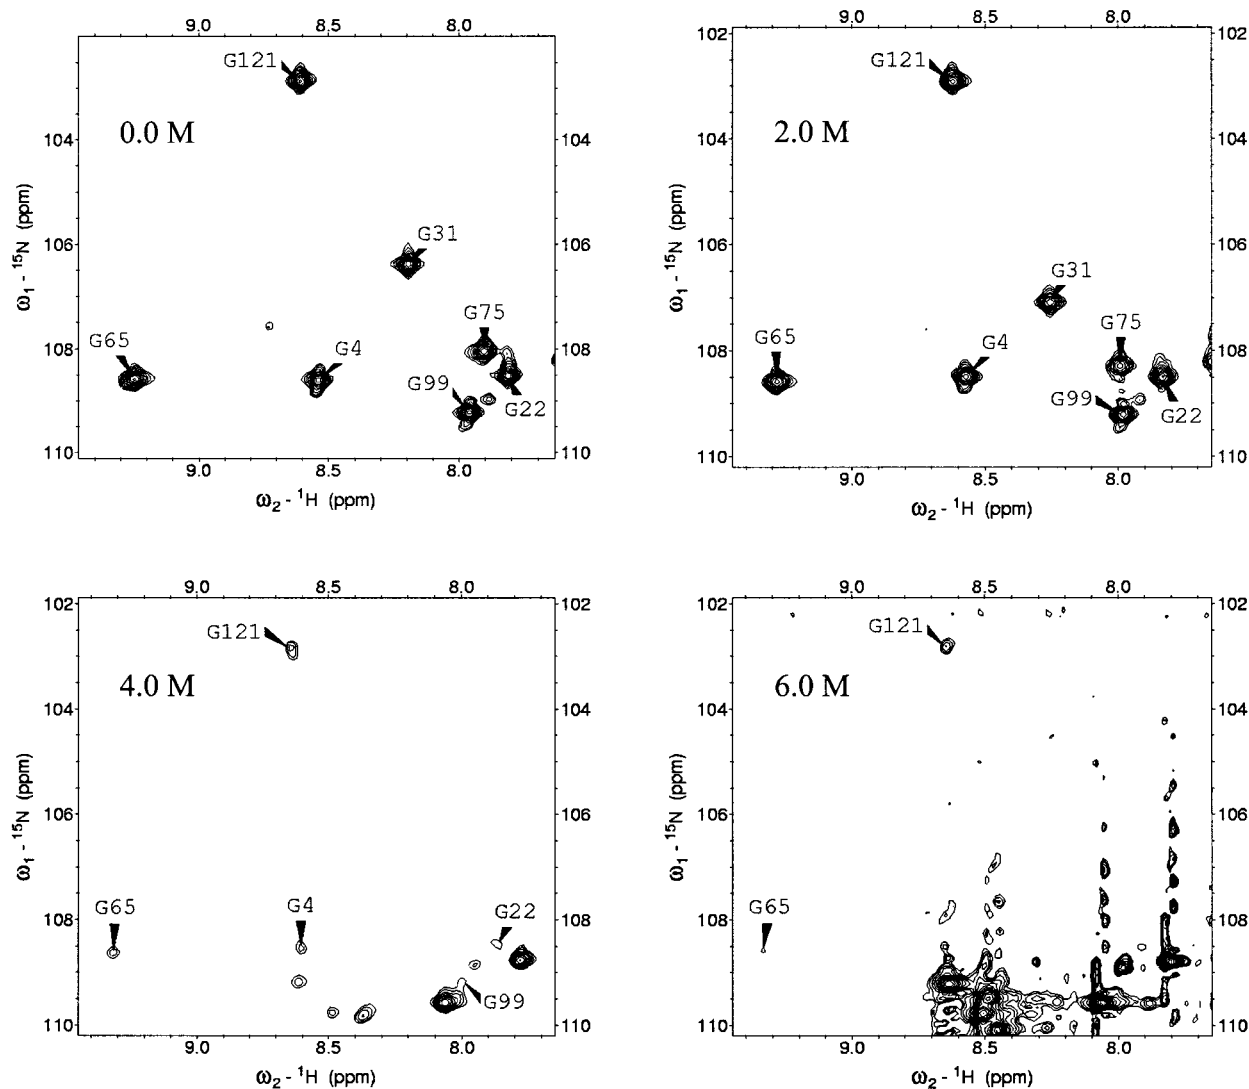 9.0 8.5 8.0
G121
0.0 M
104 104
G31
106 106
G75
G65
G4
108 108
G99
G22
110 110
9.0 8.5 8.0
ω1 - 15N (ppm)
ω2 - 1H (ppm)
9.0 8.5 8.0
102
G121
2.0 M
104 104
106 106
G31
G75
G65
G4
108 108
G99
G22
110 110
9.0 8.5 8.0
ω1 - 15N (ppm)
ω2 - 1H (ppm)
9.0 8.5 8.0
102 102
G121
4.0 M
104 104
106 106
108 108
G65 G4 G22
G99
110 110
9.0 8.5 8.0
ω1 - 15N (ppm)
ω2 - 1H (ppm)
9.0 8.5 8.0
102 102
G121
6.0 M
104 104
106 106
G65
108 108
110 110
9.0 8.5 8.0
ω1 - 15N (ppm)
ω2 - 1H (ppm)